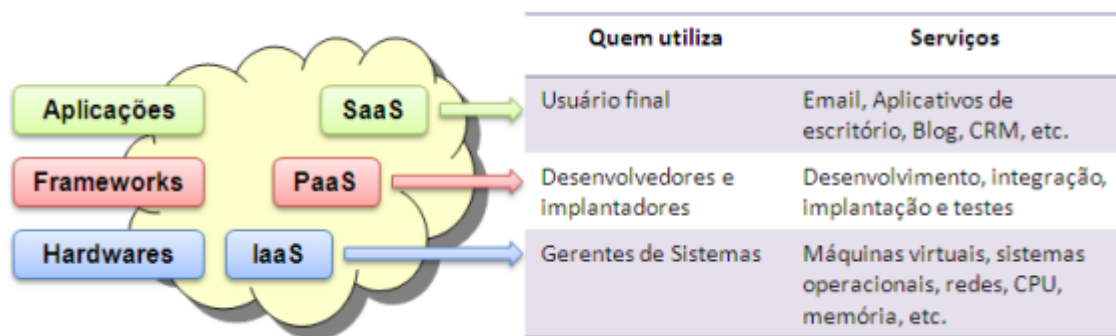 Quem utiliza Serviços
Aplicações SaaS Usuário final Email, Aplicativos de
escritório, Blog, CRM, etc.
Frameworks PaaS Desenvolvedores e Desenvolvimento, integração,
implantadores implantação e testes
Hardwares IaaS Gerentes de Sistemas Máquinas virtuais, sistemas
operacionais, redes, CPU,
memória, etc.